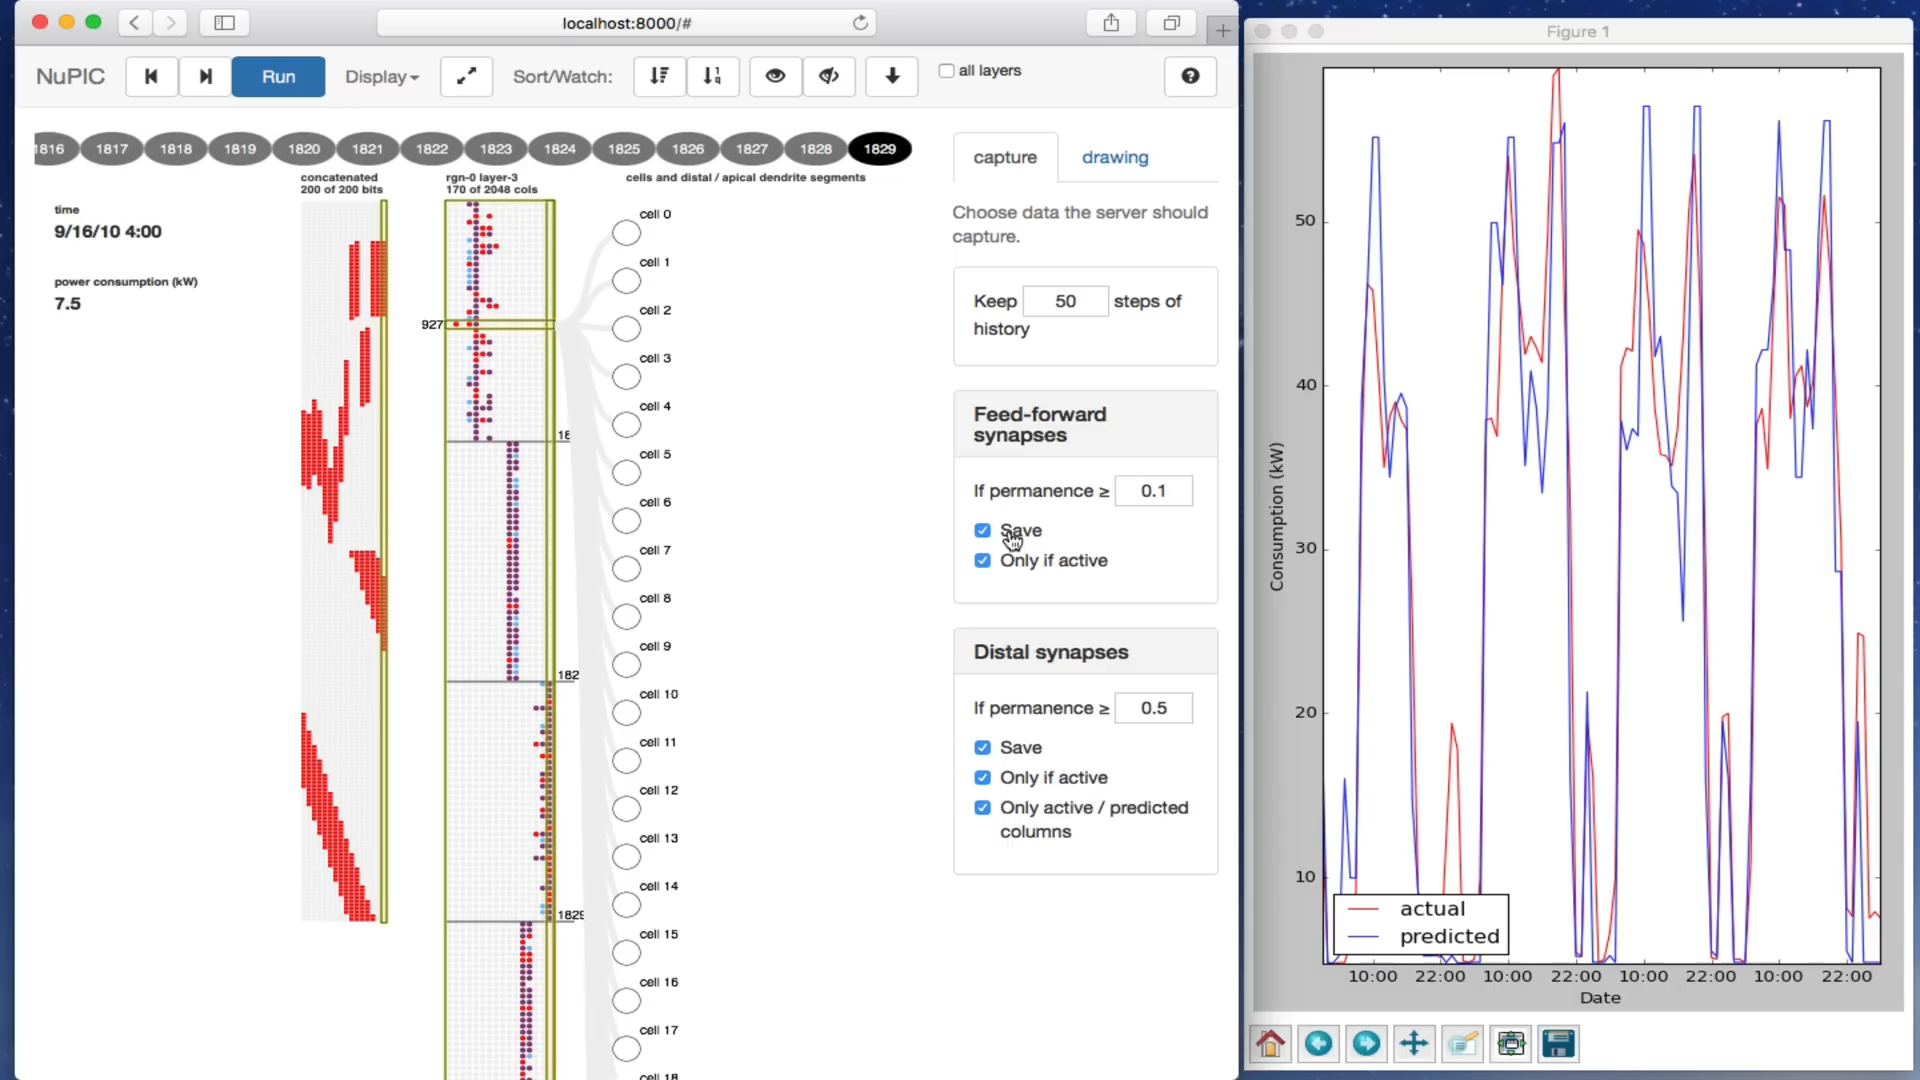 localhost:8000/#
NuPIC
Run
Display
Sort/Watch:
all layers
1816 1817 1818 1819 1820 1821 1822 1823 1824 1825 1826 1827 1828 1829
time
9/16/10 4:00
power consumption (kW)
7.5
concatenated
200 of 200 bits
rgn-0 layer-3
170 of 2048 cols
927
182
1829
cells and distal / apical dendrite segments
cell 0
cell 1
cell 2
cell 3
cell 4
cell 5
cell 6
cell 7
cell 8
cell 9
cell 10
cell 11
cell 12
cell 13
cell 14
cell 15
cell 16
cell 17
cell 18
capture
drawing
Choose data the server should
capture.
Keep 50 steps of
history
Feed-forward
synapses
If permanence ≥ 0.1
Save
Only if active
Distal synapses
If permanence ≥ 0.5
Save
Only if active
Only active / predicted
columns
Figure 1
Consumption (kW)
50
40
30
20
10
actual
predicted
10:00 22:00 10:00 22:00 10:00 22:00 10:00 22:00
Date